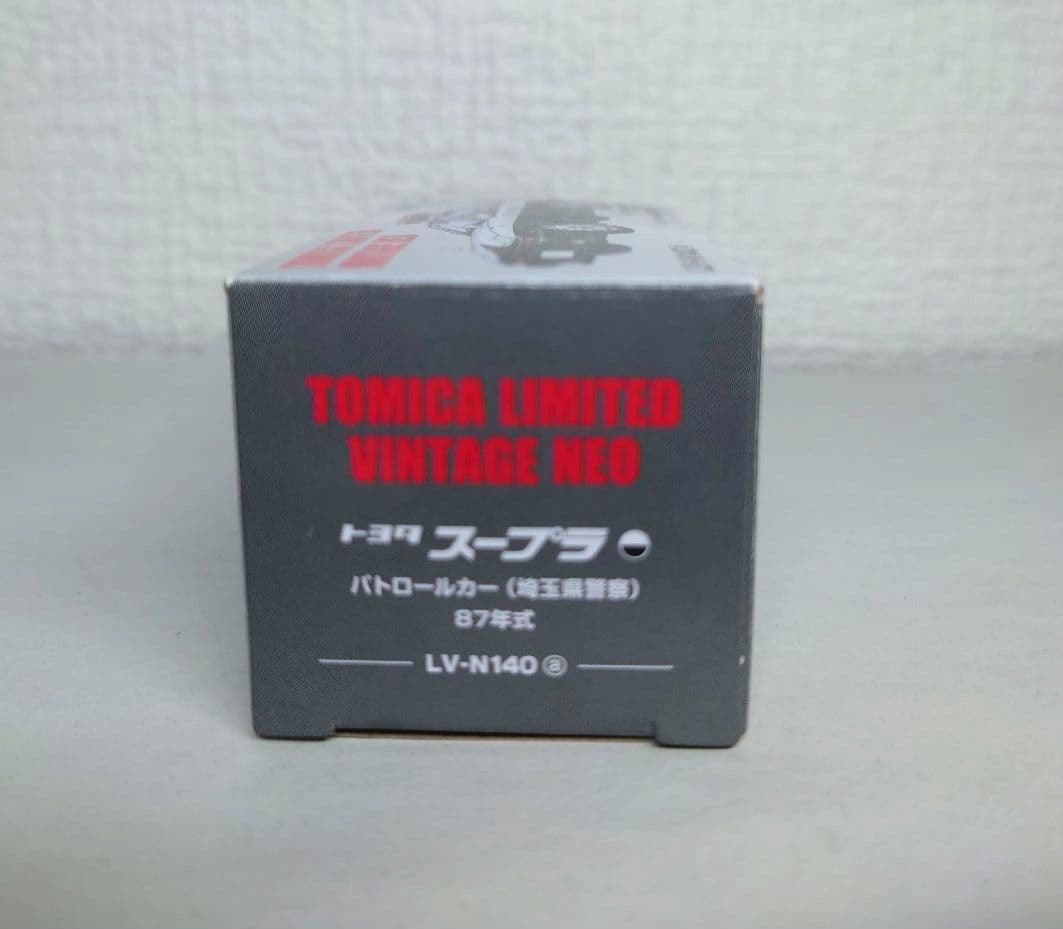 TOMICA LIMITED
VINTAGE NEO
トヨタ スープラ
パトロールカー（埼玉県警察）
87年式
LV-N140 ⓐ